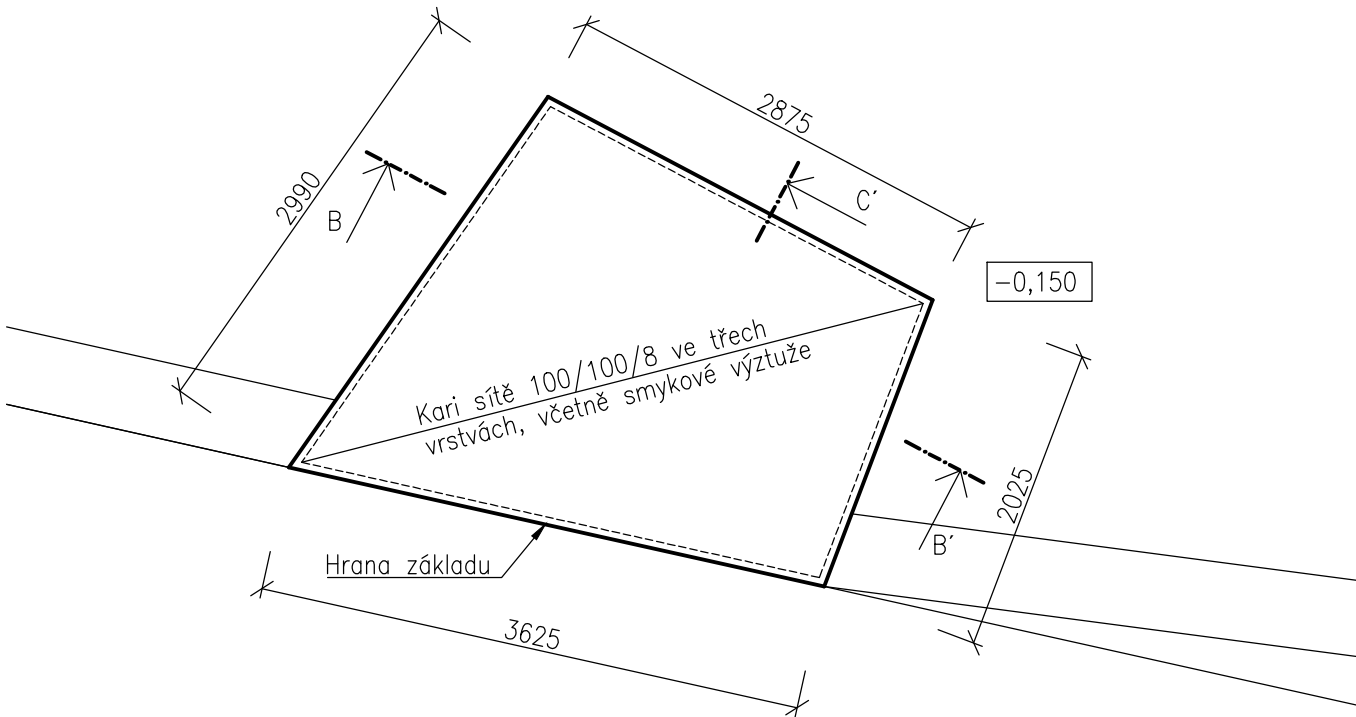 2875
2990
B
C'
-0,150
Kari sítě 100/100/8 ve třech
vrstvách, včetně smykové výztuže
2025
B'
Hrana základu
3625